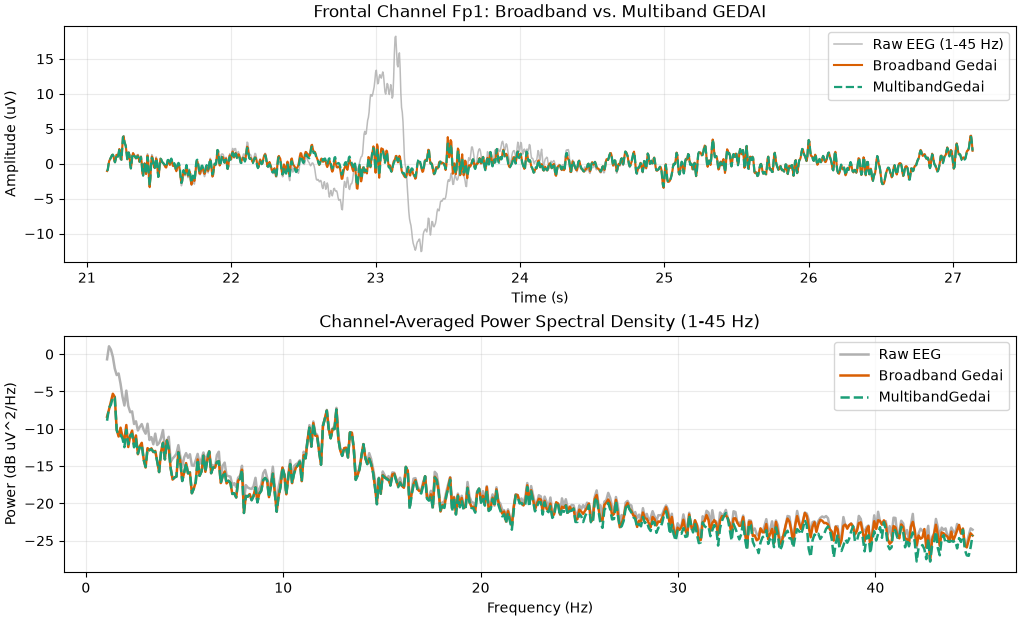 Frontal Channel Fp1: Broadband vs. Multiband GEDAI
Amplitude (uV)
15
10
5
0
−5
−10
Raw EEG (1-45 Hz)
Broadband Gedai
MultibandGedai
21 22 23 24 25 26 27
Time (s)
Channel-Averaged Power Spectral Density (1-45 Hz)
Power (dB uV^2/Hz)
0
−5
−10
−15
−20
−25
Raw EEG
Broadband Gedai
MultibandGedai
0 10 20 30 40
Frequency (Hz)